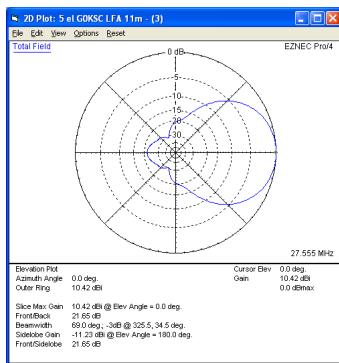 2D Plot: 5 el G0KSC LFA 11m - (3)
File Edit View Options Reset
Total Field
EZNEC Pro/4
0 dB
-5
-10
-15
-20
-30
27.555 MHz
Elevation Plot
Azimuth Angle 0.0 deg.
Outer Ring 10.42 dBi
Cursor Elev 0.0 deg.
Gain 10.42 dBi
0.0 dBmax
Slice Max Gain 10.42 dBi @ Elev Angle = 0.0 deg.
Front/Back 21.65 dB
Beamwidth 69.0 deg.; -3dB @ 325.5, 34.5 deg.
Sidelobe Gain -11.23 dBi @ Elev Angle = 180.0 deg.
Front/Sidelobe 21.65 dB